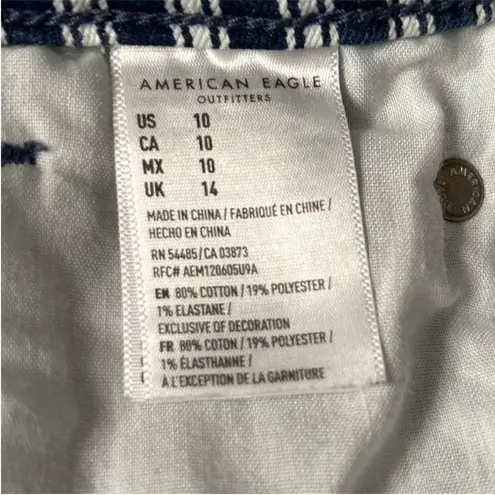 AMERICAN EAGLE
OUTFITTERS
US 10
CA 10
MX 10
UK 14
MADE IN CHINA / FABRIQUÉ EN CHINE /
HECHO EN CHINA
RN 54485/CA 03873
RFC# AEM120605U9A
EN 80% COTTON / 19% POLYESTER /
1% ELASTANE /
EXCLUSIVE OF DECORATION
FR 80% COTON / 19% POLYESTER /
1% ÉLASTHANNE /
À L'EXCEPTION DE LA GARNITURE
AMERICAN